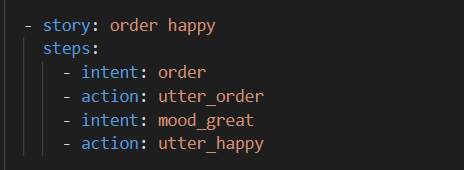 - story: order happy
steps:
- intent: order
- action: utter_order
- intent: mood_great
- action: utter_happy